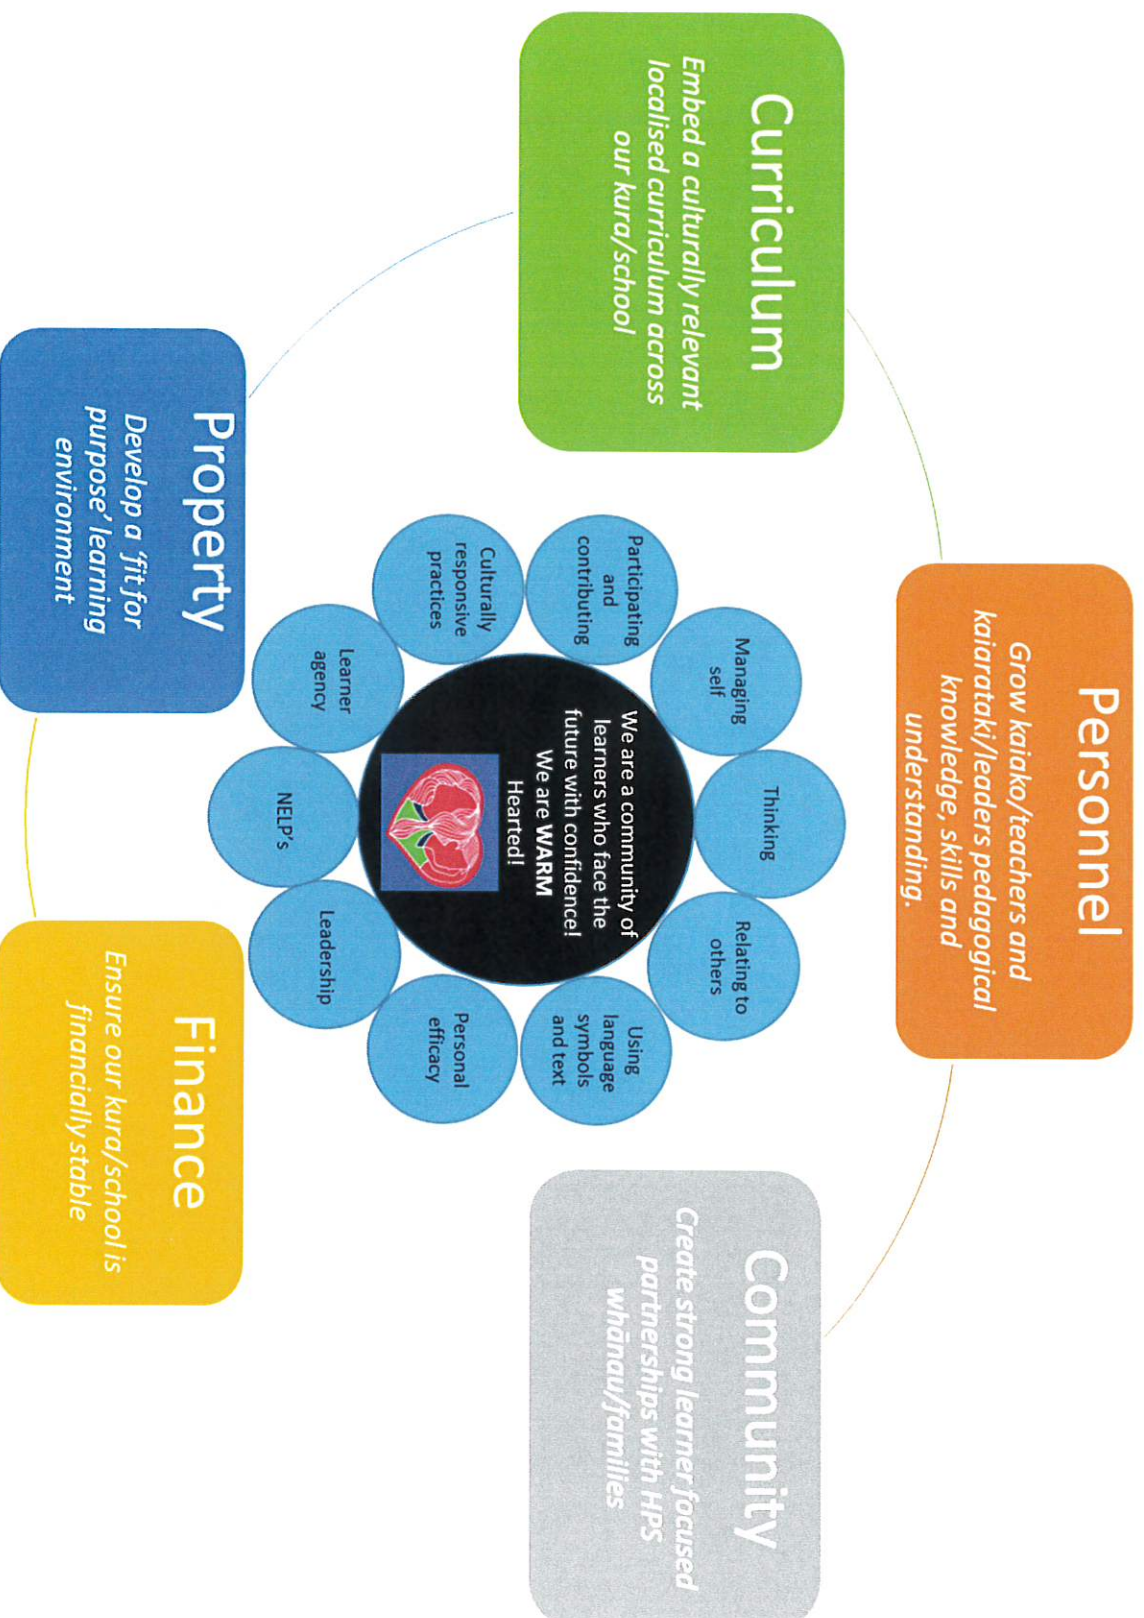 Personnel
Grow kaiako/teachers and
kaiarataki/leaders pedagogical
knowledge, skills and
understanding.
Curriculum
Embed a culturally relevant
localised curriculum across
our kura/school
Community
Create strong learner focused
partnerships with HPS
whānau/families
Property
Develop a ‘fit for
purpose’ learning
environment
Finance
Ensure our kura/school is
financially stable
Thinking
Managing
self
Relating to
others
Participating
and
contributing
Using
language
symbols
and text
Culturally
responsive
practices
Personal
efficacy
Learner
agency
Leadership
NELP's
We are a community of
learners who face the
future with confidence!
We are WARM
Hearted!